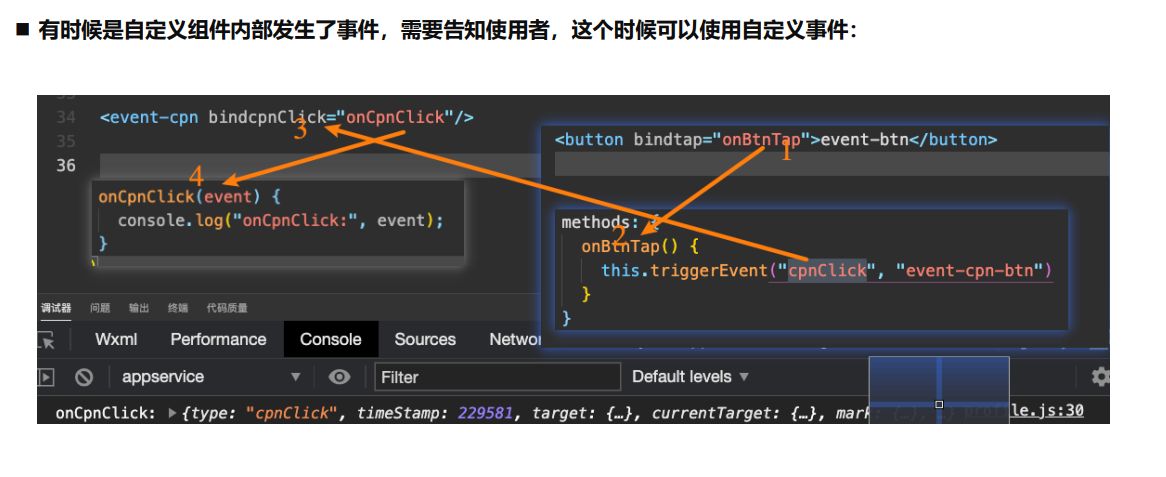 ■ 有时候是自定义组件内部发生了事件，需要告知使用者，这个时候可以使用自定义事件：
34 <event-cpn bindcpnClick="onCpnClick"/>
3
35
36
4
onCpnClick(event) {
console.log("onCpnClick:", event);
}
<button bindtap="onBtnTap">event-btn</button>
1
methods: {
2
onBtnTap() {
this.triggerEvent("cpnClick", "event-cpn-btn")
}
}
调试器 问题 输出 终端 代码质量
Wxml Performance Console Sources Networ
appservice ▼ Filter Default levels ▼
onCpnClick: ▶{type: "cpnClick", timeStamp: 229581, target: {…}, currentTarget: {…}, mark: {…}, …} profile.js:30